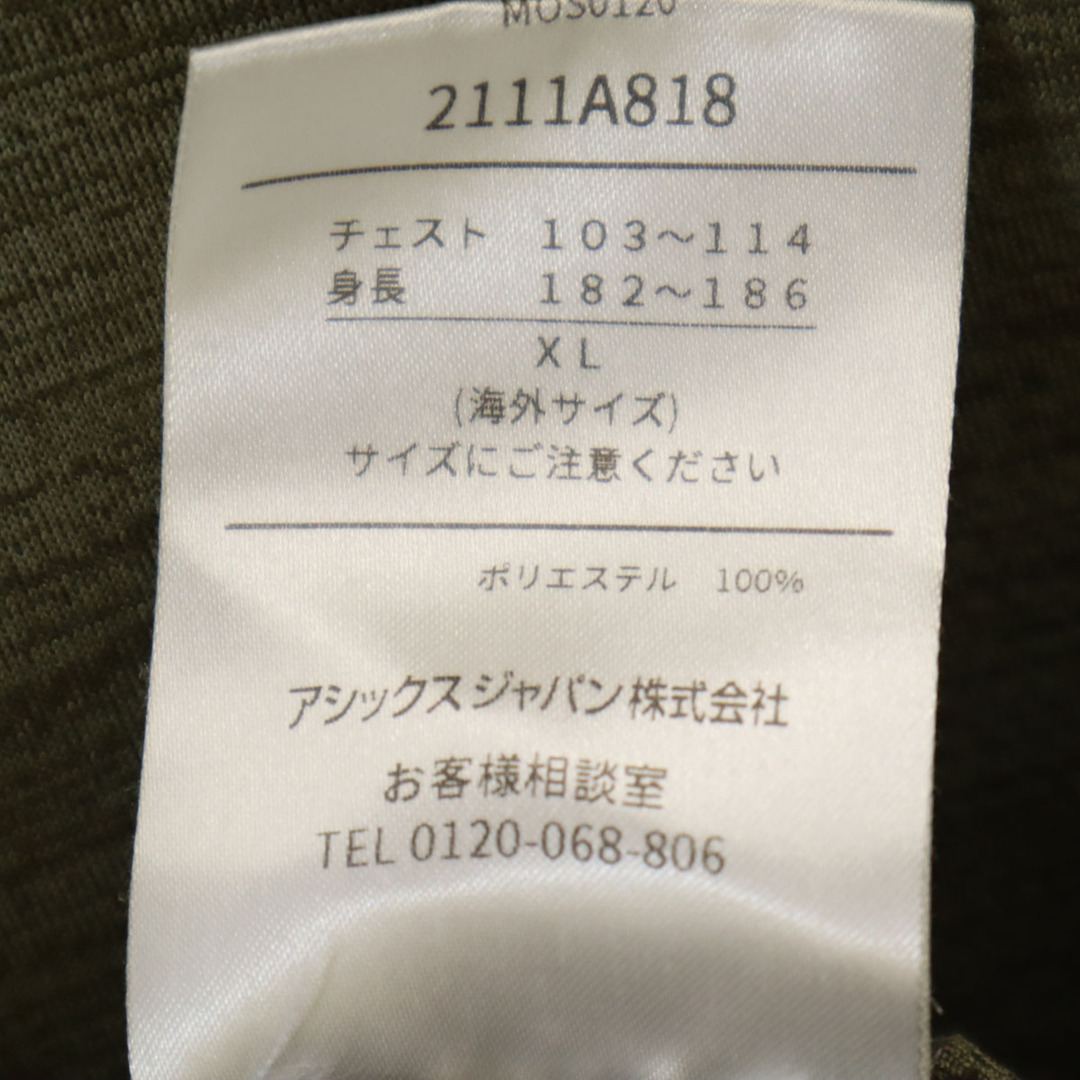 MOS0120
2111A818
チェスト 103～114
身長 182～186
XL
(海外サイズ)
サイズにご注意ください
ポリエステル 100%
アシックスジャパン株式会社
お客様相談室
TEL 0120-068-806